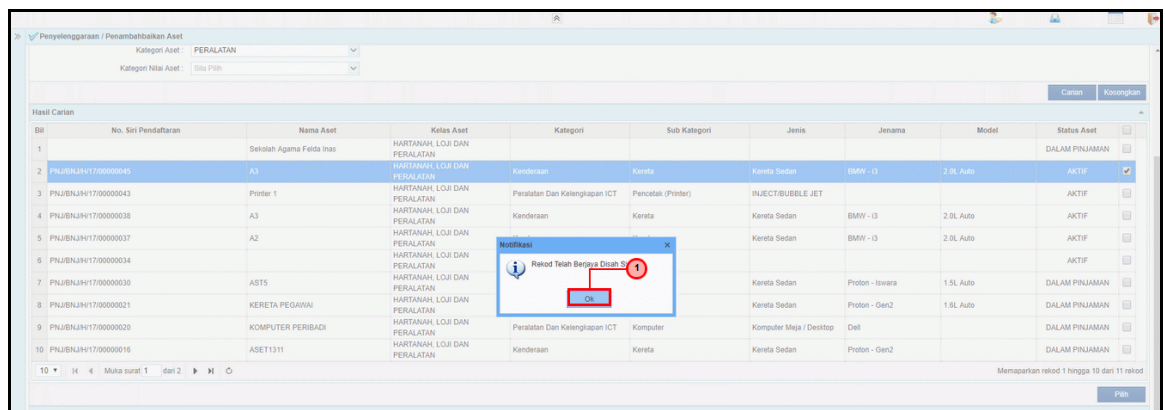 Penyelenggaraan / Penambahbaikan Aset
Kategori Aset : PERALATAN
Kategori Nilai Aset : Sila Pilih
Carian Kosongkan
Hasil Carian
Bil No. Siri Pendaftaran Nama Aset Kelas Aset Kategori Sub Kategori Jenis Jenama Model Status Aset
1 Sekolah Agama Felda Inas HARTANAH, LOJI DAN PERALATAN DALAM PINJAMAN
2 PNJ/BNJ/H/17/00000045 A3 HARTANAH, LOJI DAN PERALATAN Kenderaan Kereta Kereta Sedan BMW - i3 2.0L Auto AKTIF
3 PNJ/BNJ/H/17/00000043 Printer 1 HARTANAH, LOJI DAN PERALATAN Peralatan Dan Kelengkapan ICT Pencetak (Printer) INJECT/BUBBLE JET AKTIF
4 PNJ/BNJ/H/17/00000038 A3 HARTANAH, LOJI DAN PERALATAN Kenderaan Kereta Kereta Sedan BMW - i3 2.0L Auto AKTIF
5 PNJ/BNJ/H/17/00000037 A2 HARTANAH, LOJI DAN PERALATAN Kereta Sedan BMW - i3 2.0L Auto AKTIF
6 PNJ/BNJ/H/17/00000034 HARTANAH, LOJI DAN PERALATAN AKTIF
7 PNJ/BNJ/H/17/00000030 AST5 HARTANAH, LOJI DAN PERALATAN Kereta Sedan Proton - Iswara 1.5L Auto DALAM PINJAMAN
8 PNJ/BNJ/H/17/00000021 KERETA PEGAWAI HARTANAH, LOJI DAN PERALATAN Kereta Sedan Proton - Gen2 1.6L Auto DALAM PINJAMAN
9 PNJ/BNJ/H/17/00000020 KOMPUTER PERIBADI HARTANAH, LOJI DAN PERALATAN Peralatan Dan Kelengkapan ICT Komputer Komputer Meja / Desktop Dell DALAM PINJAMAN
10 PNJ/BNJ/H/17/00000016 ASET1311 HARTANAH, LOJI DAN PERALATAN Kenderaan Kereta Kereta Sedan Proton - Gen2 DALAM PINJAMAN
Notifikasi
Rekod Telah Berjaya Disah
1
Ok
10 Muka surat 1 dari 2 Memaparkan rekod 1 hingga 10 dari 11 rekod
Pilih